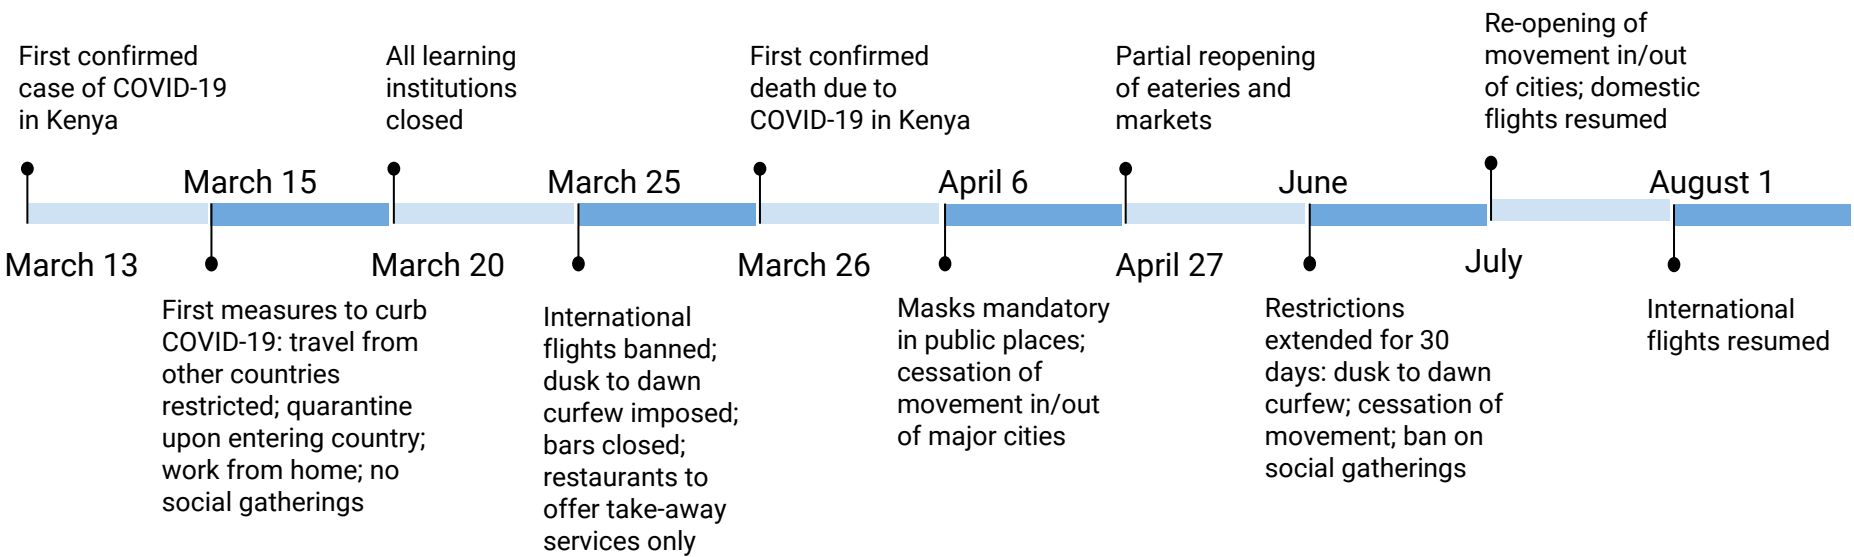 First confirmed
case of COVID-19
in Kenya
March 13
March 15
First measures to curb
COVID-19: travel from
other countries
restricted; quarantine
upon entering country;
work from home; no
social gatherings
All learning
institutions
closed
March 20
March 25
International
flights banned;
dusk to dawn
curfew imposed;
bars closed;
restaurants to
offer take-away
services only
First confirmed
death due to
COVID-19 in Kenya
March 26
April 6
Masks mandatory
in public places;
cessation of
movement in/out
of major cities
Partial reopening
of eateries and
markets
April 27
June
Restrictions
extended for 30
days: dusk to dawn
curfew; cessation of
movement; ban on
social gatherings
Re-opening of
movement in/out
of cities; domestic
flights resumed
July
August 1
International
flights resumed